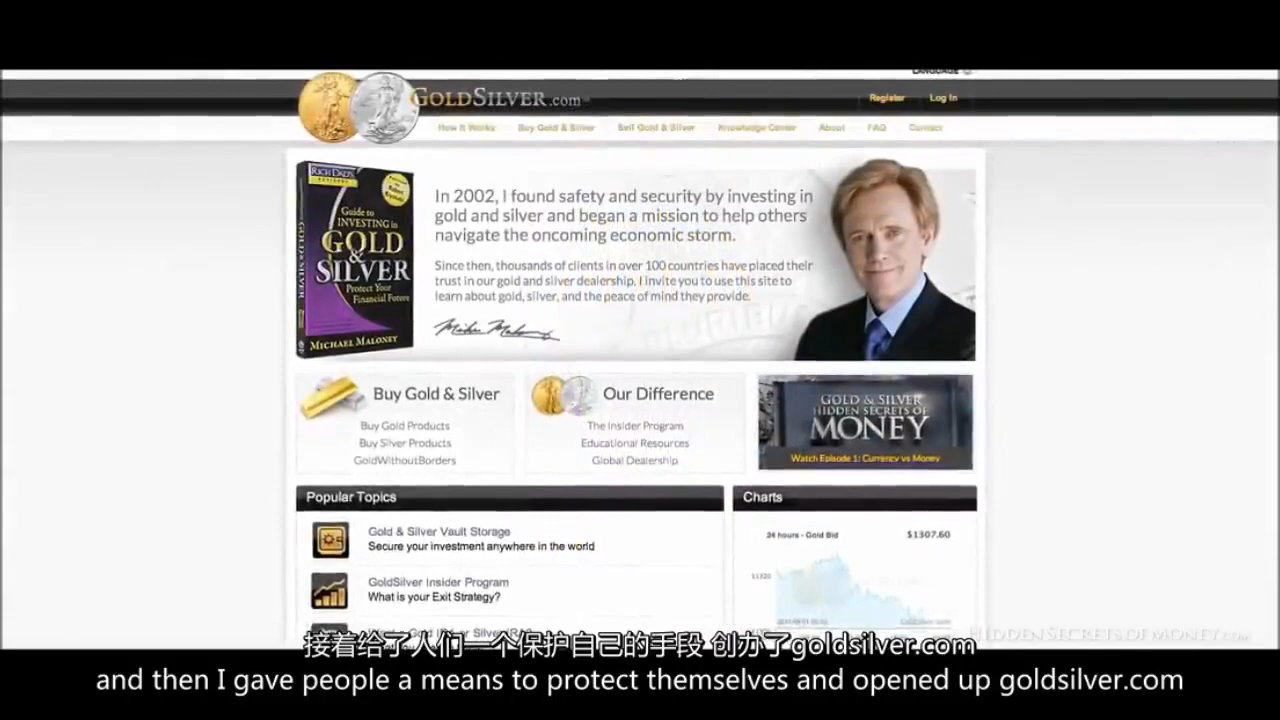 LANGUAGE
GOLDSILVER.com
Register
Log In
How It Works
Buy Gold & Silver
Sell Gold & Silver
Knowledge Center
About
FAQ
Contact
RICH DAD'S
ADVISORS
Guide to
INVESTING in
GOLD
&
SILVER
Protect Your
Financial Future
MICHAEL MALONEY
GOLD & SILVER
In 2002, I found safety and security by investing in
gold and silver and began a mission to help others
navigate the oncoming economic storm.
Since then, thousands of clients in over 100 countries have placed their
trust in our gold and silver dealership. I invite you to use this site to
learn about gold, silver, and the peace of mind they provide.
Mike Maloney
Buy Gold & Silver
Buy Gold Products
Buy Silver Products
GoldWithoutBorders
Our Difference
The Insider Program
Educational Resources
Global Dealership
GOLD & SILVER
HIDDEN SECRETS OF
MONEY
Watch Episode 1: Currency vs Money
Popular Topics
Gold & Silver Vault Storage
Secure your investment anywhere in the world
GoldSilver Insider Program
What is your Exit Strategy?
Charts
24 hours - Gold Bid
$1307.60
$1320
HIDDEN SECRETS OF MONEY.com
接着给了人们一个保护自己的手段 创办了goldsilver.com
and then I gave people a means to protect themselves and opened up goldsilver.com